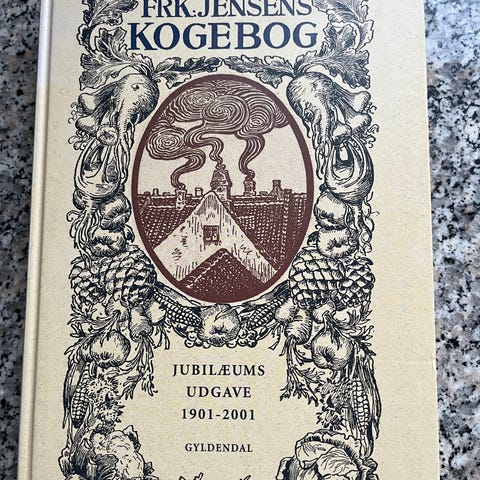 FRK. JENSENS
KOGEBOG
JUBILÆUMS
UDGAVE
1901-2001
GYLDENDAL